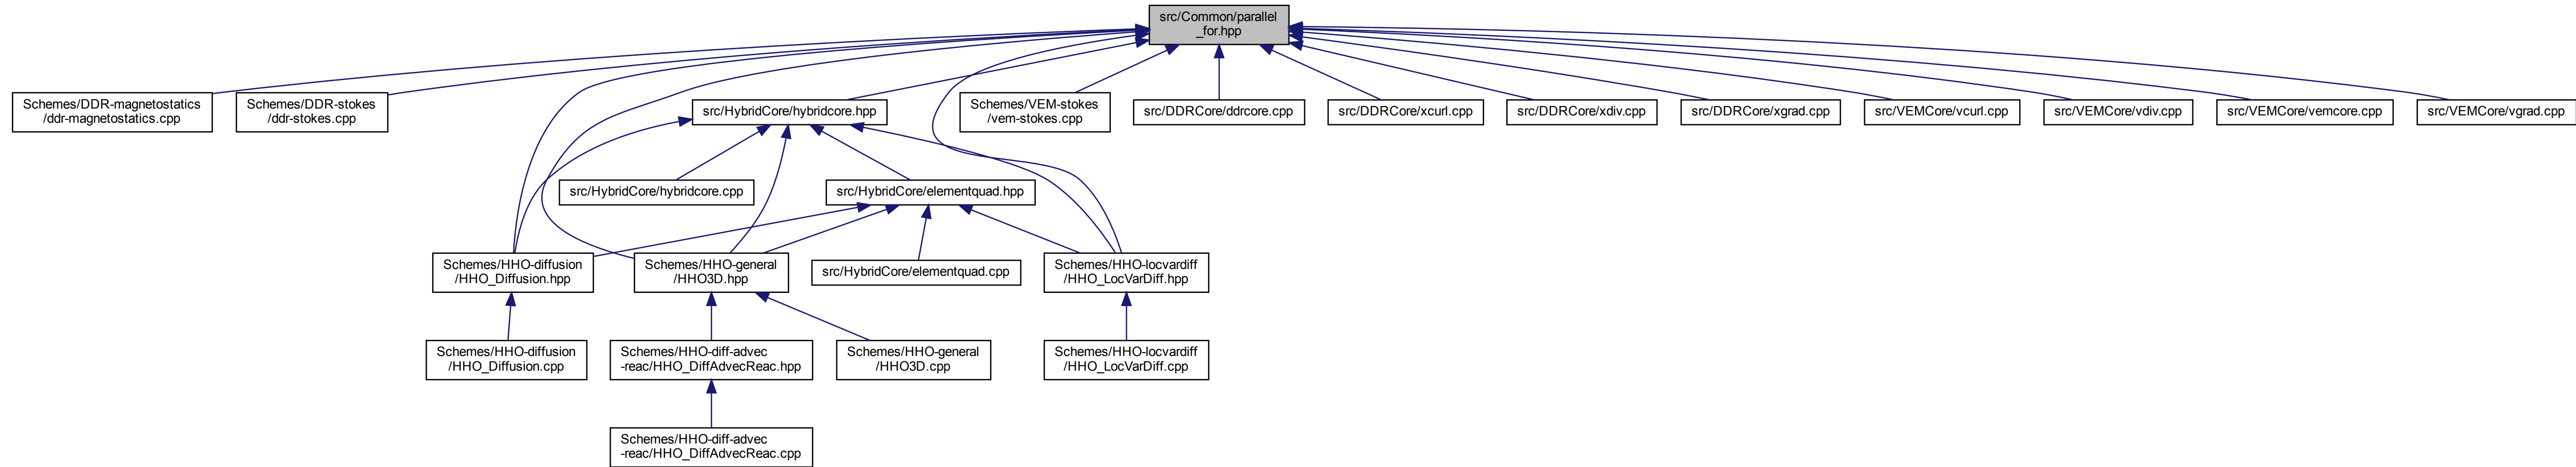 src/Common/parallel
_for.hpp
Schemes/DDR-magnetostatics
/ddr-magnetostatics.cpp
Schemes/DDR-stokes
/ddr-stokes.cpp
src/HybridCore/hybridcore.hpp
Schemes/VEM-stokes
/vem-stokes.cpp
src/DDRCore/ddrcore.cpp
src/DDRCore/xcurl.cpp
src/DDRCore/xdiv.cpp
src/DDRCore/xgrad.cpp
src/VEMCore/vcurl.cpp
src/VEMCore/vdiv.cpp
src/VEMCore/vemcore.cpp
src/VEMCore/vgrad.cpp
src/HybridCore/hybridcore.cpp
src/HybridCore/elementquad.hpp
Schemes/HHO-diffusion
/HHO_Diffusion.hpp
Schemes/HHO-general
/HHO3D.hpp
src/HybridCore/elementquad.cpp
Schemes/HHO-locvardiff
/HHO_LocVarDiff.hpp
Schemes/HHO-diffusion
/HHO_Diffusion.cpp
Schemes/HHO-diff-advec
-reac/HHO_DiffAdvecReac.hpp
Schemes/HHO-general
/HHO3D.cpp
Schemes/HHO-locvardiff
/HHO_LocVarDiff.cpp
Schemes/HHO-diff-advec
-reac/HHO_DiffAdvecReac.cpp